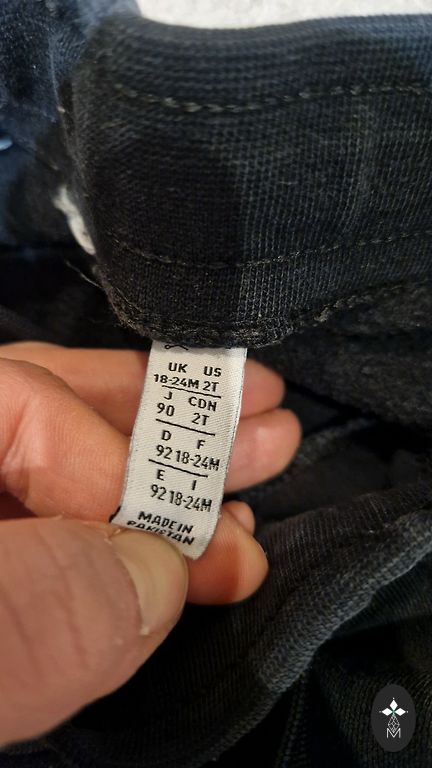 UK US
18-24M 2T
J CDN
90 2T
D F
92 18-24M
E I
92 18-24M
MADE IN
PAKISTAN
M